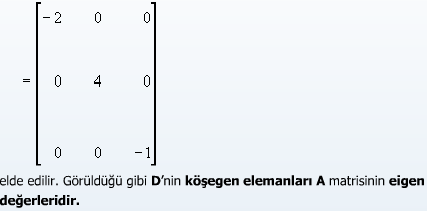 -2 0 0
= 0 4 0
0 0 -1
elde edilir. Görüldüğü gibi D'nin köşegen elemanları A matrisinin eigen
değerleridir.